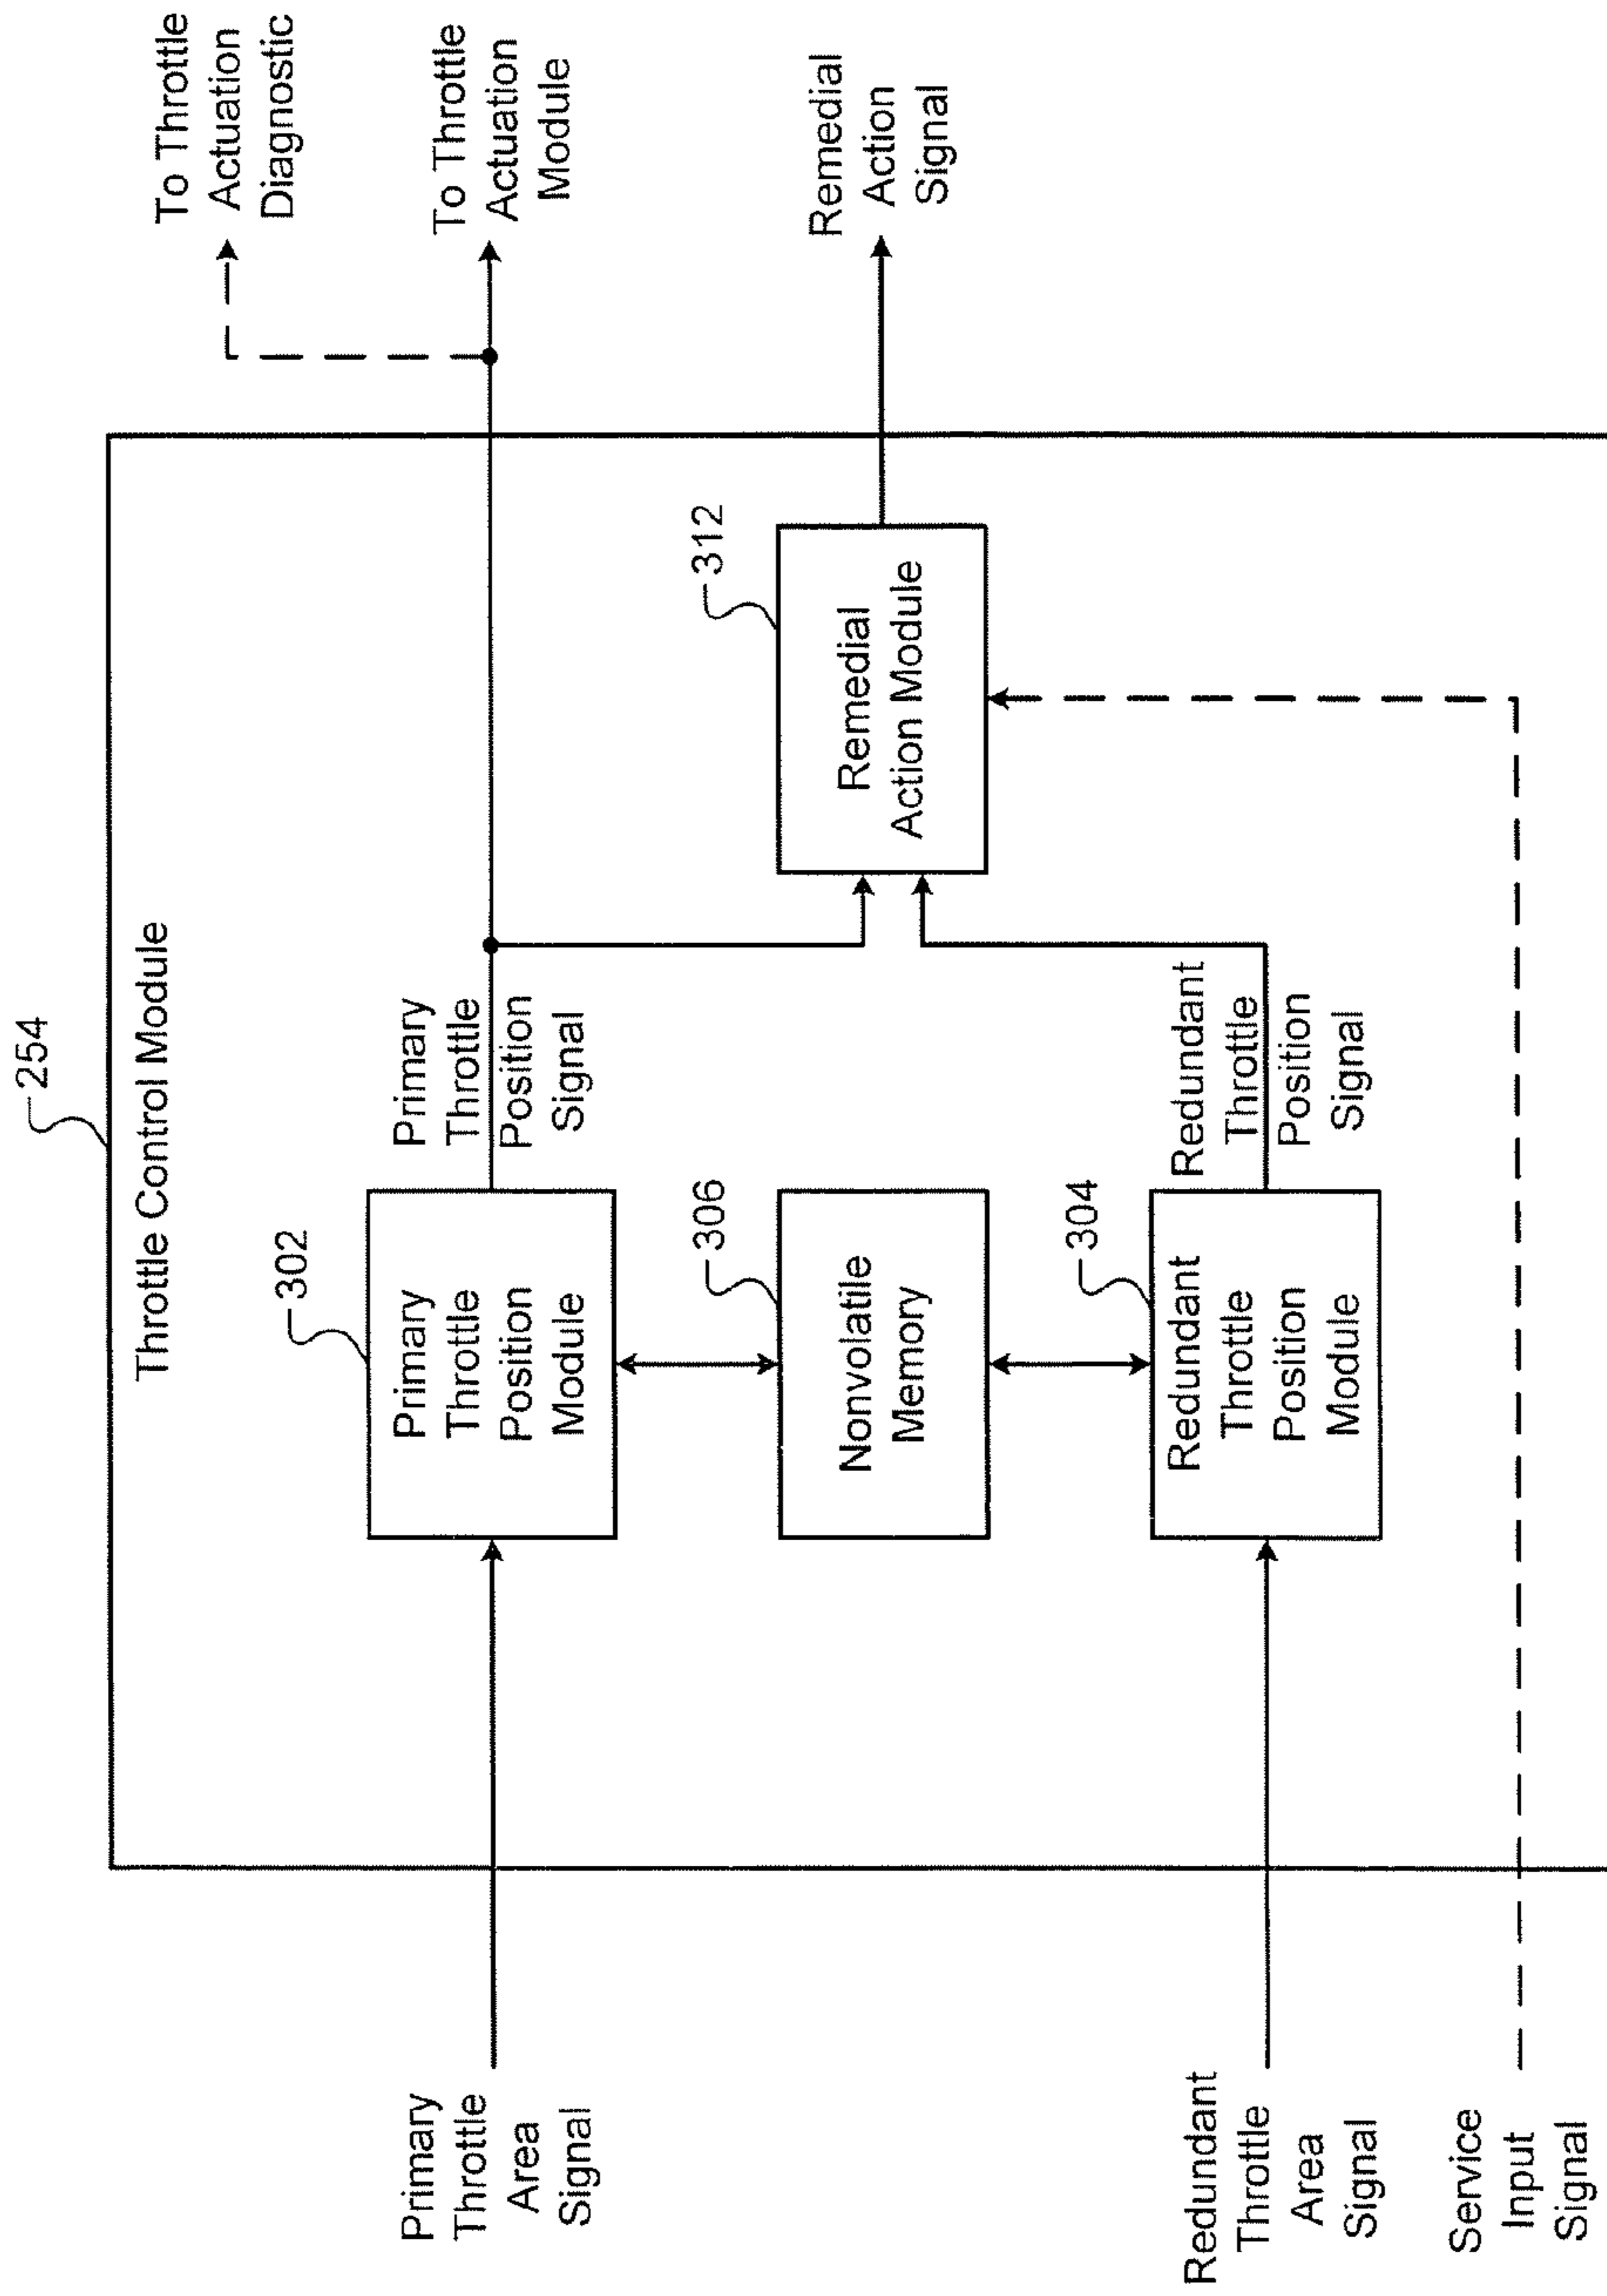 254
Throttle Control Module
To Throttle
Actuation
Diagnostic
302
Primary
Throttle
Area
Signal
Primary
Throttle
Position
Module
Primary
Throttle
Position
Signal
To Throttle
Actuation
Module
306
Nonvolatile
Memory
312
Remedial
Action Module
Remedial
Action
Signal
304
Redundant
Throttle
Area
Signal
Redundant
Throttle
Position
Module
Redundant
Throttle
Position
Signal
Service
Input
Signal